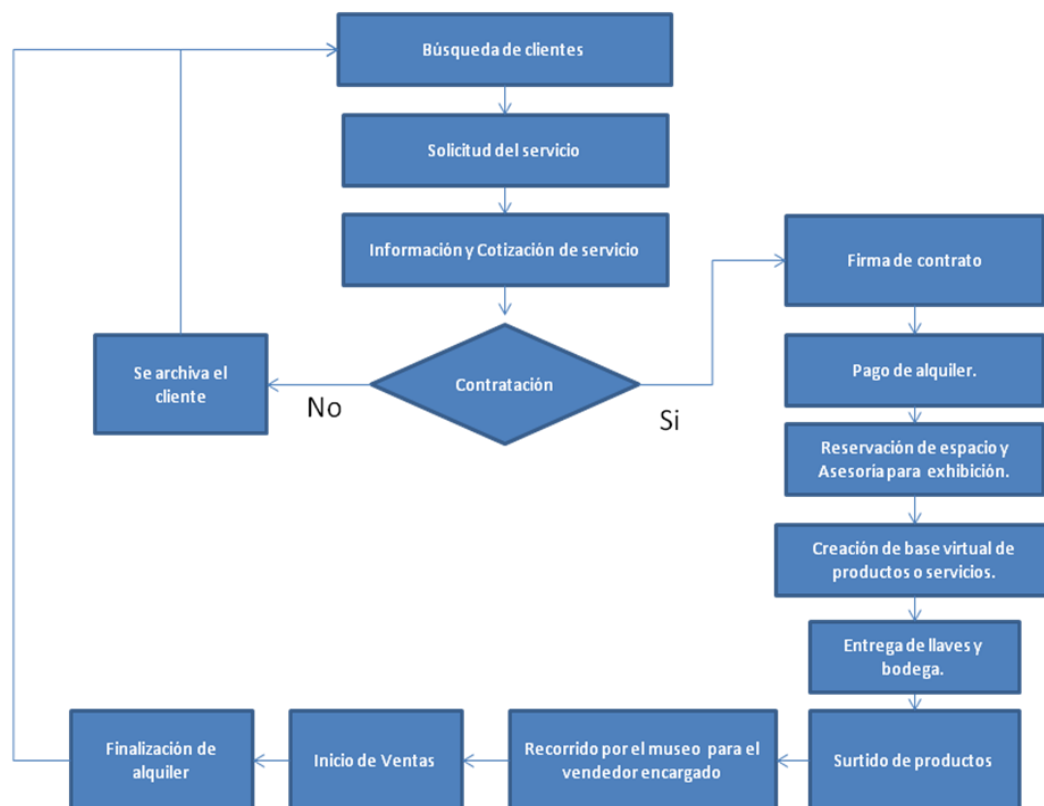 Búsqueda de clientes
Solicitud del servicio
Información y Cotización de servicio
Contratación
No
Se archiva el
cliente
Si
Firma de contrato
Pago de alquiler.
Reservación de espacio y
Asesoría para exhibición.
Creación de base virtual de
productos o servicios.
Entrega de llaves y
bodega.
Surtido de productos
Recorrido por el museo para el
vendedor encargado
Inicio de Ventas
Finalización de
alquiler